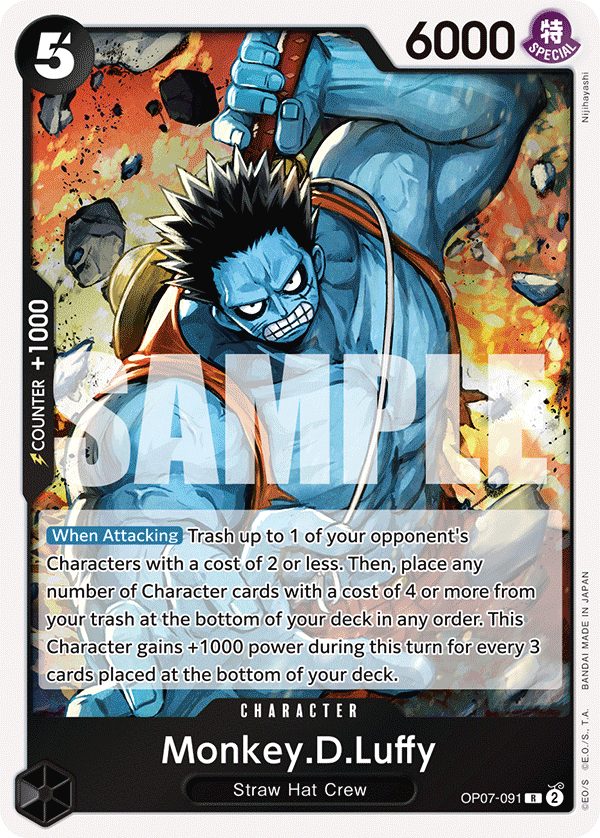 5
6000
特
SPECIAL
Nijihayashi
COUNTER +1000
SAMPLE
When Attacking Trash up to 1 of your opponent's
Characters with a cost of 2 or less. Then, place any
number of Character cards with a cost of 4 or more from
your trash at the bottom of your deck in any order. This
Character gains +1000 power during this turn for every 3
cards placed at the bottom of your deck.
CHARACTER
Monkey.D.Luffy
Straw Hat Crew
OP07-091 R 2
©E.O/S ©E.O./S., T.A. BANDAI MADE IN JAPAN